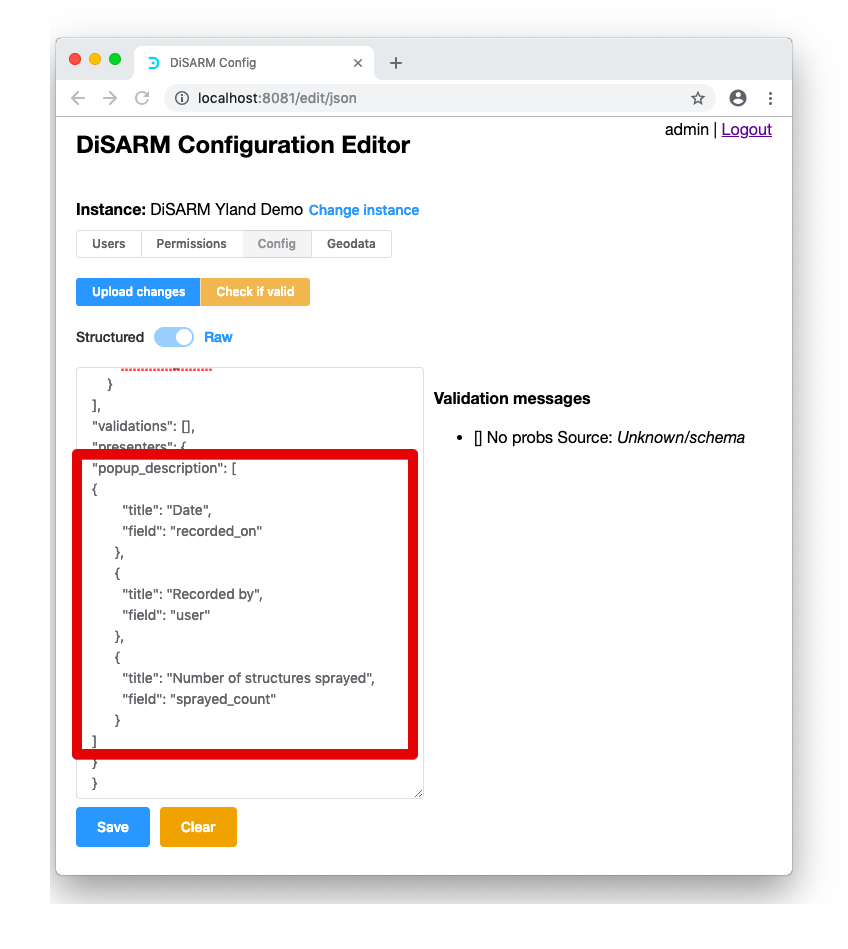 DiSARM Config
localhost:8081/edit/json
admin | Logout
DiSARM Configuration Editor
Instance: DiSARM Yland Demo Change instance
Users Permissions Config Geodata
Upload changes Check if valid
Structured Raw
}
],
"validations": [],
"presenters": {
"popup_description": [
{
"title": "Date",
"field": "recorded_on"
},
{
"title": "Recorded by",
"field": "user"
},
{
"title": "Number of structures sprayed",
"field": "sprayed_count"
}
]
}
}
Validation messages
• [] No probs Source: Unknown/schema
Save Clear